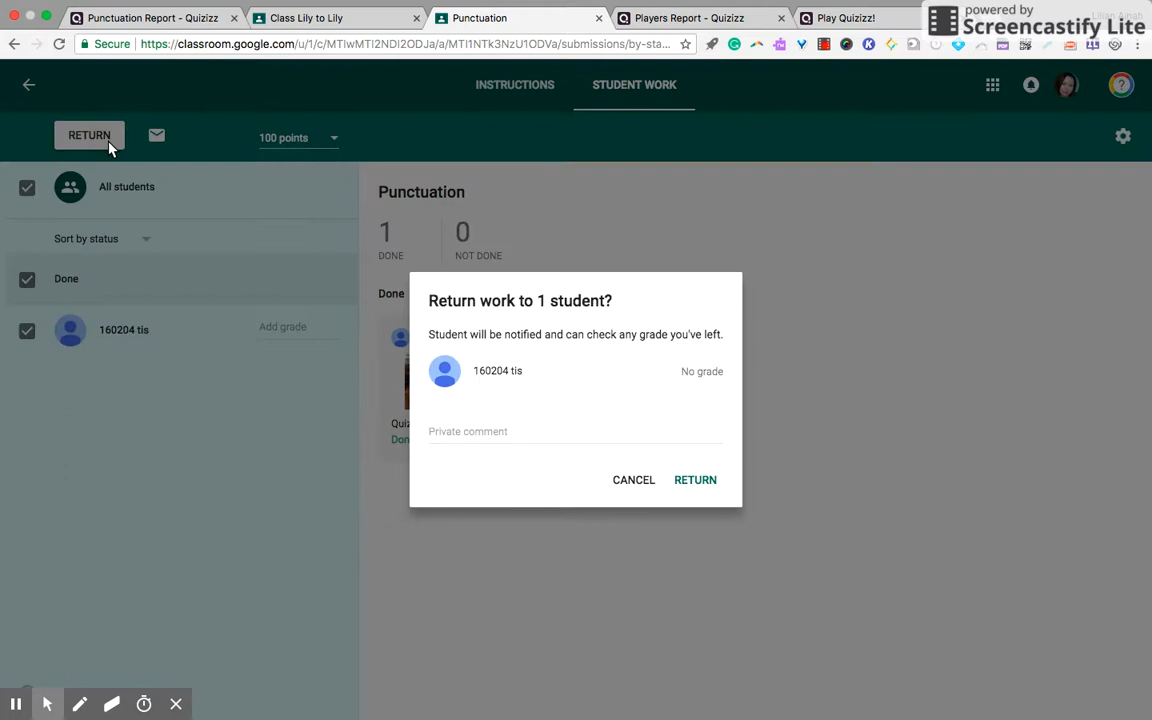 Punctuation Report - Quizizz
Class Lily to Lily
Punctuation
Players Report - Quizizz
Play Quizizz!
powered by
Screencastify Lite
Secure
https://classroom.google.com/u/1/c/MTIwMTI2NDI2ODJa/a/MTI1NTk3NzU1ODVa/submissions/by-sta...
INSTRUCTIONS
STUDENT WORK
RETURN
100 points
All students
Sort by status
Done
160204 tis
Add grade
Punctuation
1
0
DONE
NOT DONE
Done
Quiz
Don
Return work to 1 student?
Student will be notified and can check any grade you've left.
160204 tis
No grade
Private comment
CANCEL
RETURN